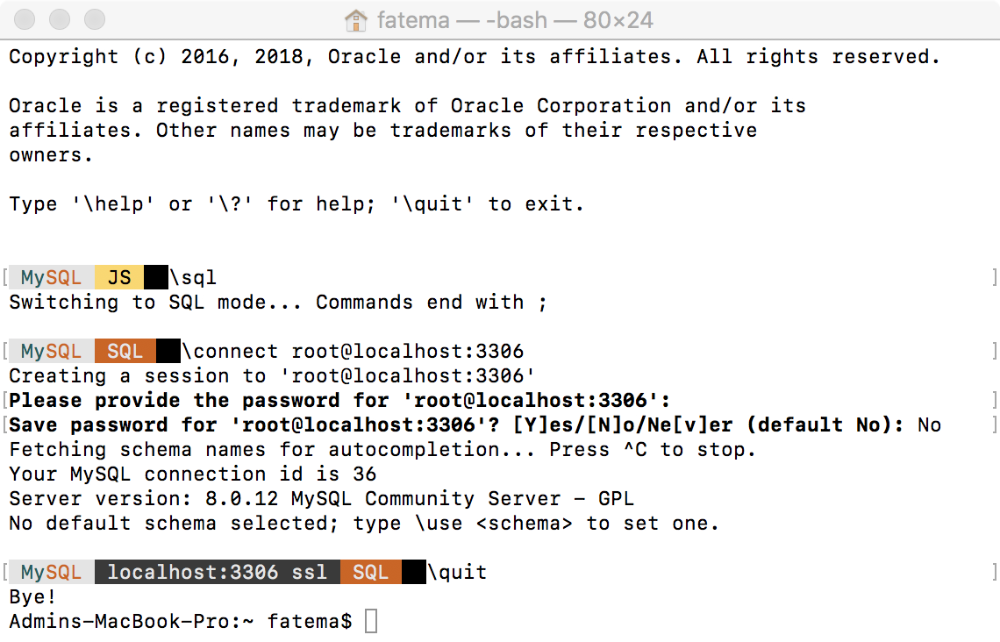 fatema — -bash — 80×24
Copyright (c) 2016, 2018, Oracle and/or its affiliates. All rights reserved.
Oracle is a registered trademark of Oracle Corporation and/or its
affiliates. Other names may be trademarks of their respective
owners.
Type '\help' or '\?' for help; '\quit' to exit.
[ MySQL JS \sql ]
Switching to SQL mode... Commands end with ;
[ MySQL SQL \connect root@localhost:3306 ]
Creating a session to 'root@localhost:3306'
[Please provide the password for 'root@localhost:3306': ]
[Save password for 'root@localhost:3306'? [Y]es/[N]o/Ne[v]er (default No): No ]
Fetching schema names for autocompletion... Press ^C to stop.
Your MySQL connection id is 36
Server version: 8.0.12 MySQL Community Server - GPL
No default schema selected; type \use <schema> to set one.
[ MySQL localhost:3306 ssl SQL \quit ]
Bye!
Admins-MacBook-Pro:~ fatema$